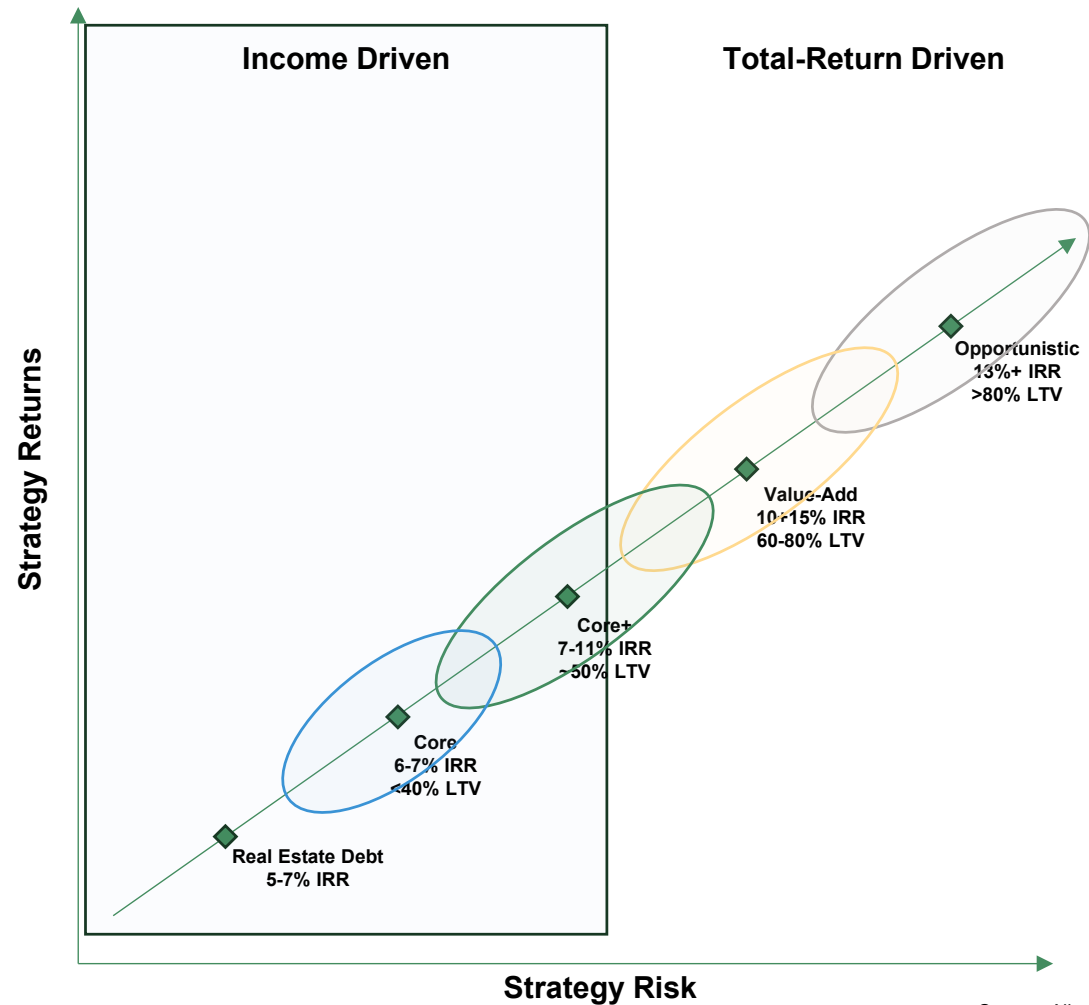 Income Driven
Total-Return Driven
Strategy Returns
Opportunistic
13%+ IRR
>80% LTV
Value-Add
10-15% IRR
60-80% LTV
Core+
7-11% IRR
~50% LTV
Core
6-7% IRR
<40% LTV
Real Estate Debt
5-7% IRR
Strategy Risk